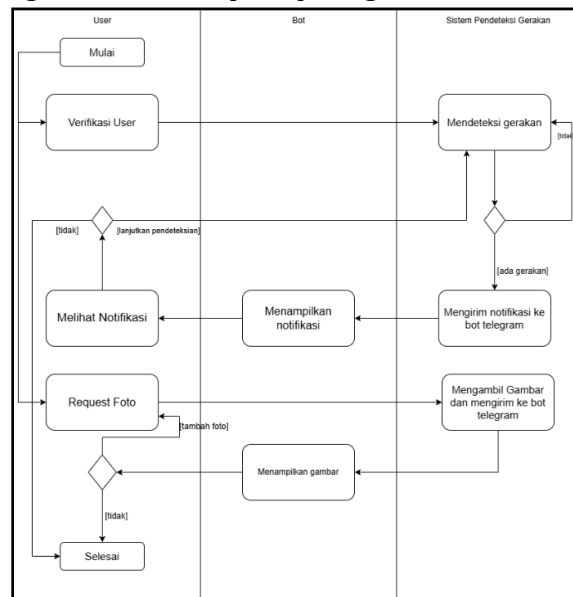 User
Bot
Sistem Pendeteksi Gerakan
Mulai
Verifikasi User
Mendeteksi gerakan
[tidak
[tidak]
[lanjutkan pendeteksian]
[ada gerakan]
Melihat Notifikasi
Menampilkan
notifikasi
Mengirim notifikasi ke
bot telegram
Request Foto
Mengambil Gambar
dan mengirim ke bot
telegram
[tambah foto]
Menampilkan gambar
[tidak]
Selesai